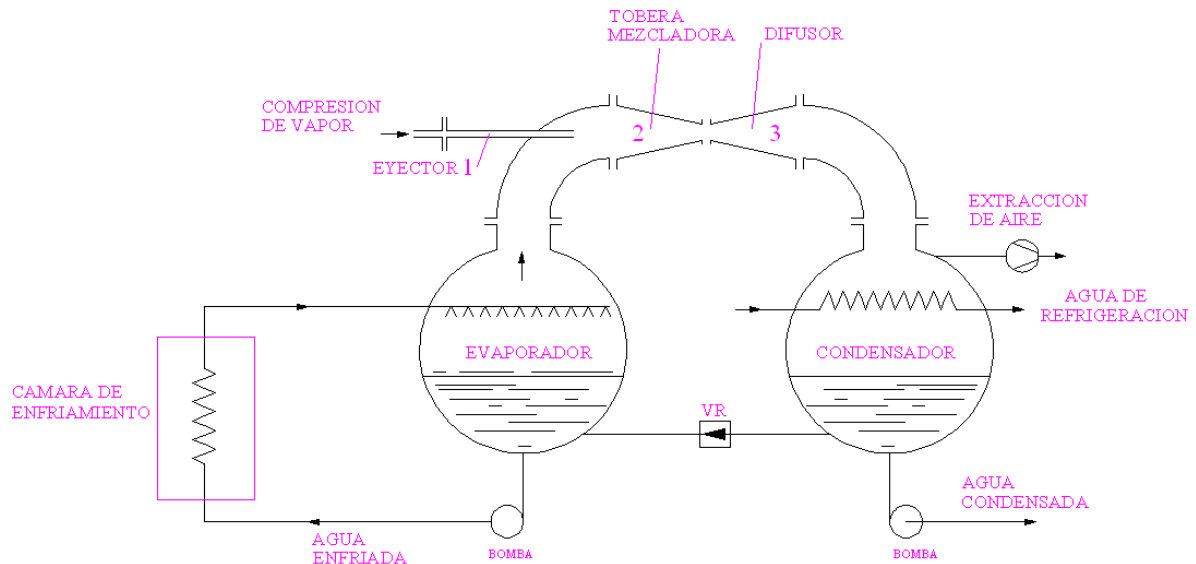 TOBERA
MEZCLADORA
DIFUSOR
COMPRESION
DE VAPOR
EYECTOR 1
2
3
EXTRACCION
DE AIRE
AGUA DE
REFRIGERACION
EVAPORADOR
CONDENSADOR
CAMARA DE
ENFRIAMIENTO
VR
AGUA
CONDENSADA
AGUA
ENFRIADA
BOMBA
BOMBA